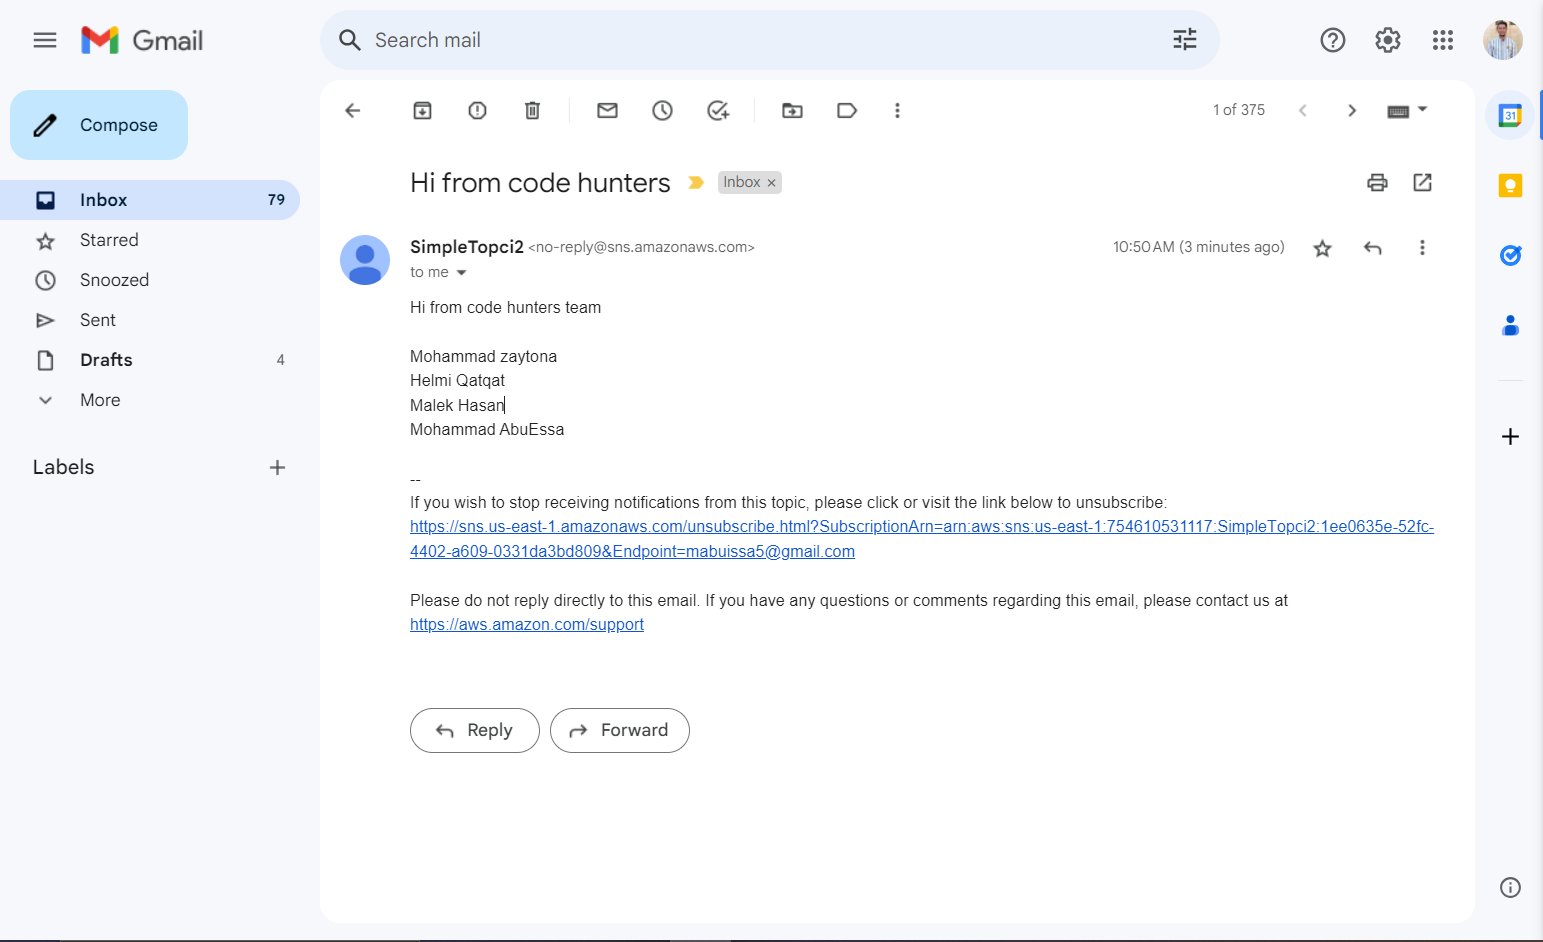 Gmail
Search mail
Compose
Inbox 79
Starred
Snoozed
Sent
Drafts 4
More
Labels
1 of 375
31
Hi from code hunters Inbox ×
SimpleTopci2 <no-reply@sns.amazonaws.com> 10:50 AM (3 minutes ago)
to me
Hi from code hunters team
Mohammad zaytona
Helmi Qatqat
Malek Hasan
Mohammad AbuEssa
--
If you wish to stop receiving notifications from this topic, please click or visit the link below to unsubscribe:
https://sns.us-east-1.amazonaws.com/unsubscribe.html?SubscriptionArn=arn:aws:sns:us-east-1:754610531117:SimpleTopci2:1ee0635e-52fc-
4402-a609-0331da3bd809&Endpoint=mabuissa5@gmail.com
Please do not reply directly to this email. If you have any questions or comments regarding this email, please contact us at
https://aws.amazon.com/support
Reply
Forward